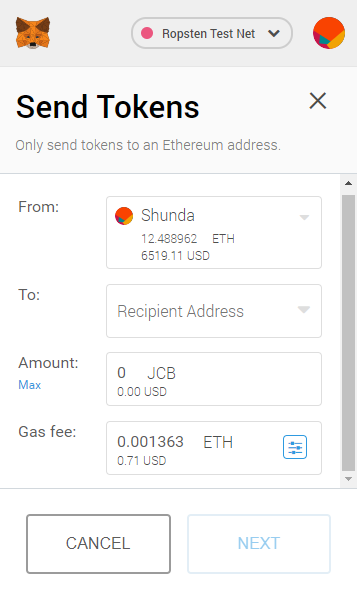 Ropsten Test Net
Send Tokens
Only send tokens to an Ethereum address.
From:
Shunda
12.488962 ETH
6519.11 USD
To:
Recipient Address
Amount:
Max
0 JCB
0.00 USD
Gas fee:
0.001363 ETH
0.71 USD
CANCEL
NEXT